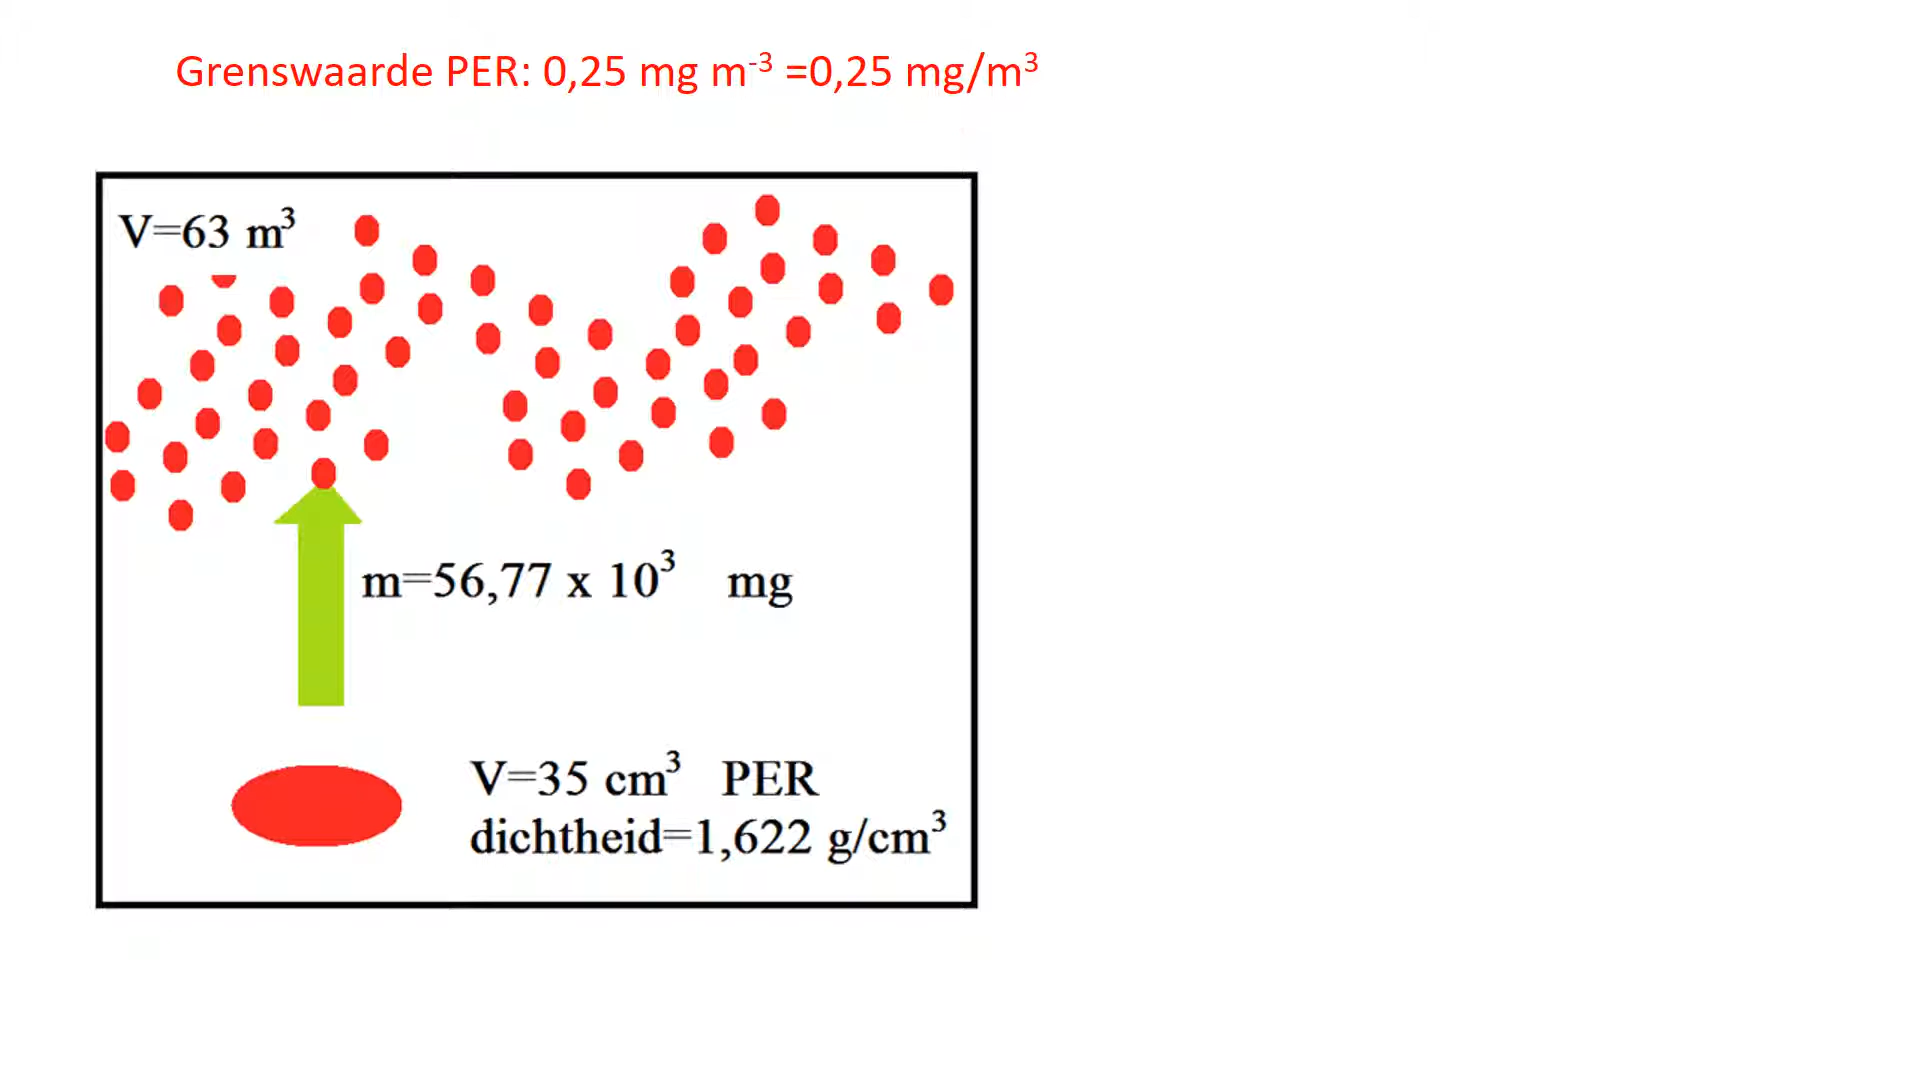 Grenswaarde PER: 0,25 mg m⁻³ =0,25 mg/m³
V=63 m³
m=56,77 x 10³ mg
V=35 cm³ PER
dichtheid=1,622 g/cm³